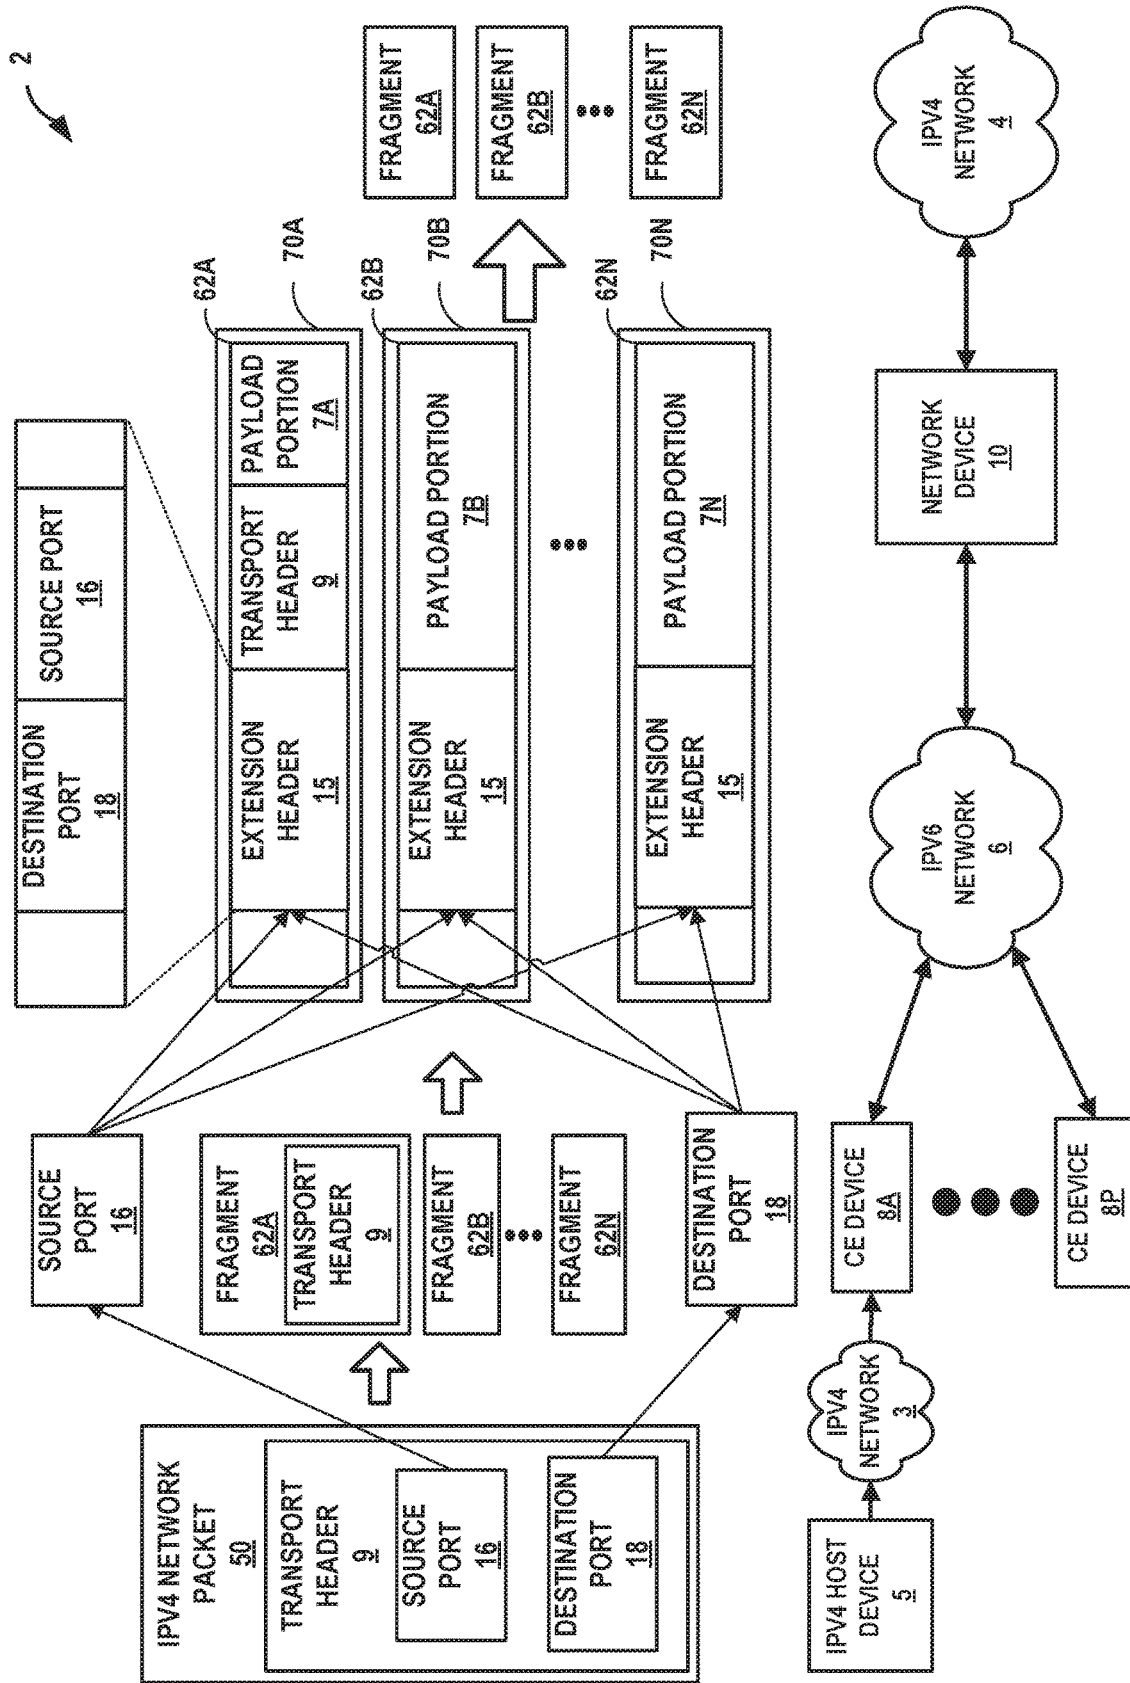 2
IPV4 NETWORK
PACKET
50
TRANSPORT
HEADER
9
SOURCE
PORT
16
DESTINATION
PORT
18
SOURCE
PORT
16
FRAGMENT
62A
TRANSPORT
HEADER
9
FRAGMENT
62B
FRAGMENT
62N
DESTINATION
PORT
18
DESTINATION
PORT
18
SOURCE PORT
16
62A
EXTENSION
HEADER
15
TRANSPORT
HEADER
9
PAYLOAD
PORTION
7A
70A
62B
EXTENSION
HEADER
15
PAYLOAD PORTION
7B
70B
62N
EXTENSION
HEADER
15
PAYLOAD PORTION
7N
70N
FRAGMENT
62A
FRAGMENT
62B
FRAGMENT
62N
IPV4 HOST
DEVICE
5
IPV4
NETWORK
3
CE DEVICE
8A
CE DEVICE
8P
IPV6
NETWORK
6
NETWORK
DEVICE
10
IPV4
NETWORK
4